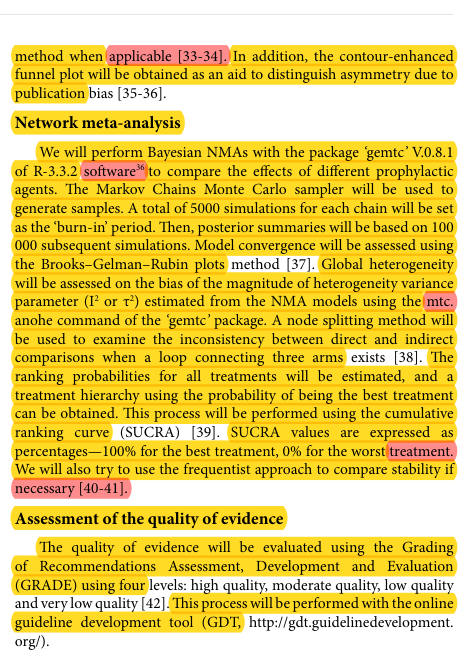 method when applicable [33-34]. In addition, the contour-enhanced
funnel plot will be obtained as an aid to distinguish asymmetry due to
publication bias [35-36].
Network meta-analysis
We will perform Bayesian NMAs with the package ‘gemtc’ V.0.8.1
of R-3.3.2 software³⁶ to compare the effects of different prophylactic
agents. The Markov Chains Monte Carlo sampler will be used to
generate samples. A total of 5000 simulations for each chain will be set
as the ‘burn-in’ period. Then, posterior summaries will be based on 100
000 subsequent simulations. Model convergence will be assessed using
the Brooks–Gelman–Rubin plots method [37]. Global heterogeneity
will be assessed on the bias of the magnitude of heterogeneity variance
parameter (I² or τ²) estimated from the NMA models using the mtc.
anohe command of the ‘gemtc’ package. A node splitting method will
be used to examine the inconsistency between direct and indirect
comparisons when a loop connecting three arms exists [38]. The
ranking probabilities for all treatments will be estimated, and a
treatment hierarchy using the probability of being the best treatment
can be obtained. This process will be performed using the cumulative
ranking curve (SUCRA) [39]. SUCRA values are expressed as
percentages—100% for the best treatment, 0% for the worst treatment.
We will also try to use the frequentist approach to compare stability if
necessary [40-41].
Assessment of the quality of evidence
The quality of evidence will be evaluated using the Grading
of Recommendations Assessment, Development and Evaluation
(GRADE) using four levels: high quality, moderate quality, low quality
and very low quality [42]. This process will be performed with the online
guideline development tool (GDT, http://gdt.guidelinedevelopment.
org/).